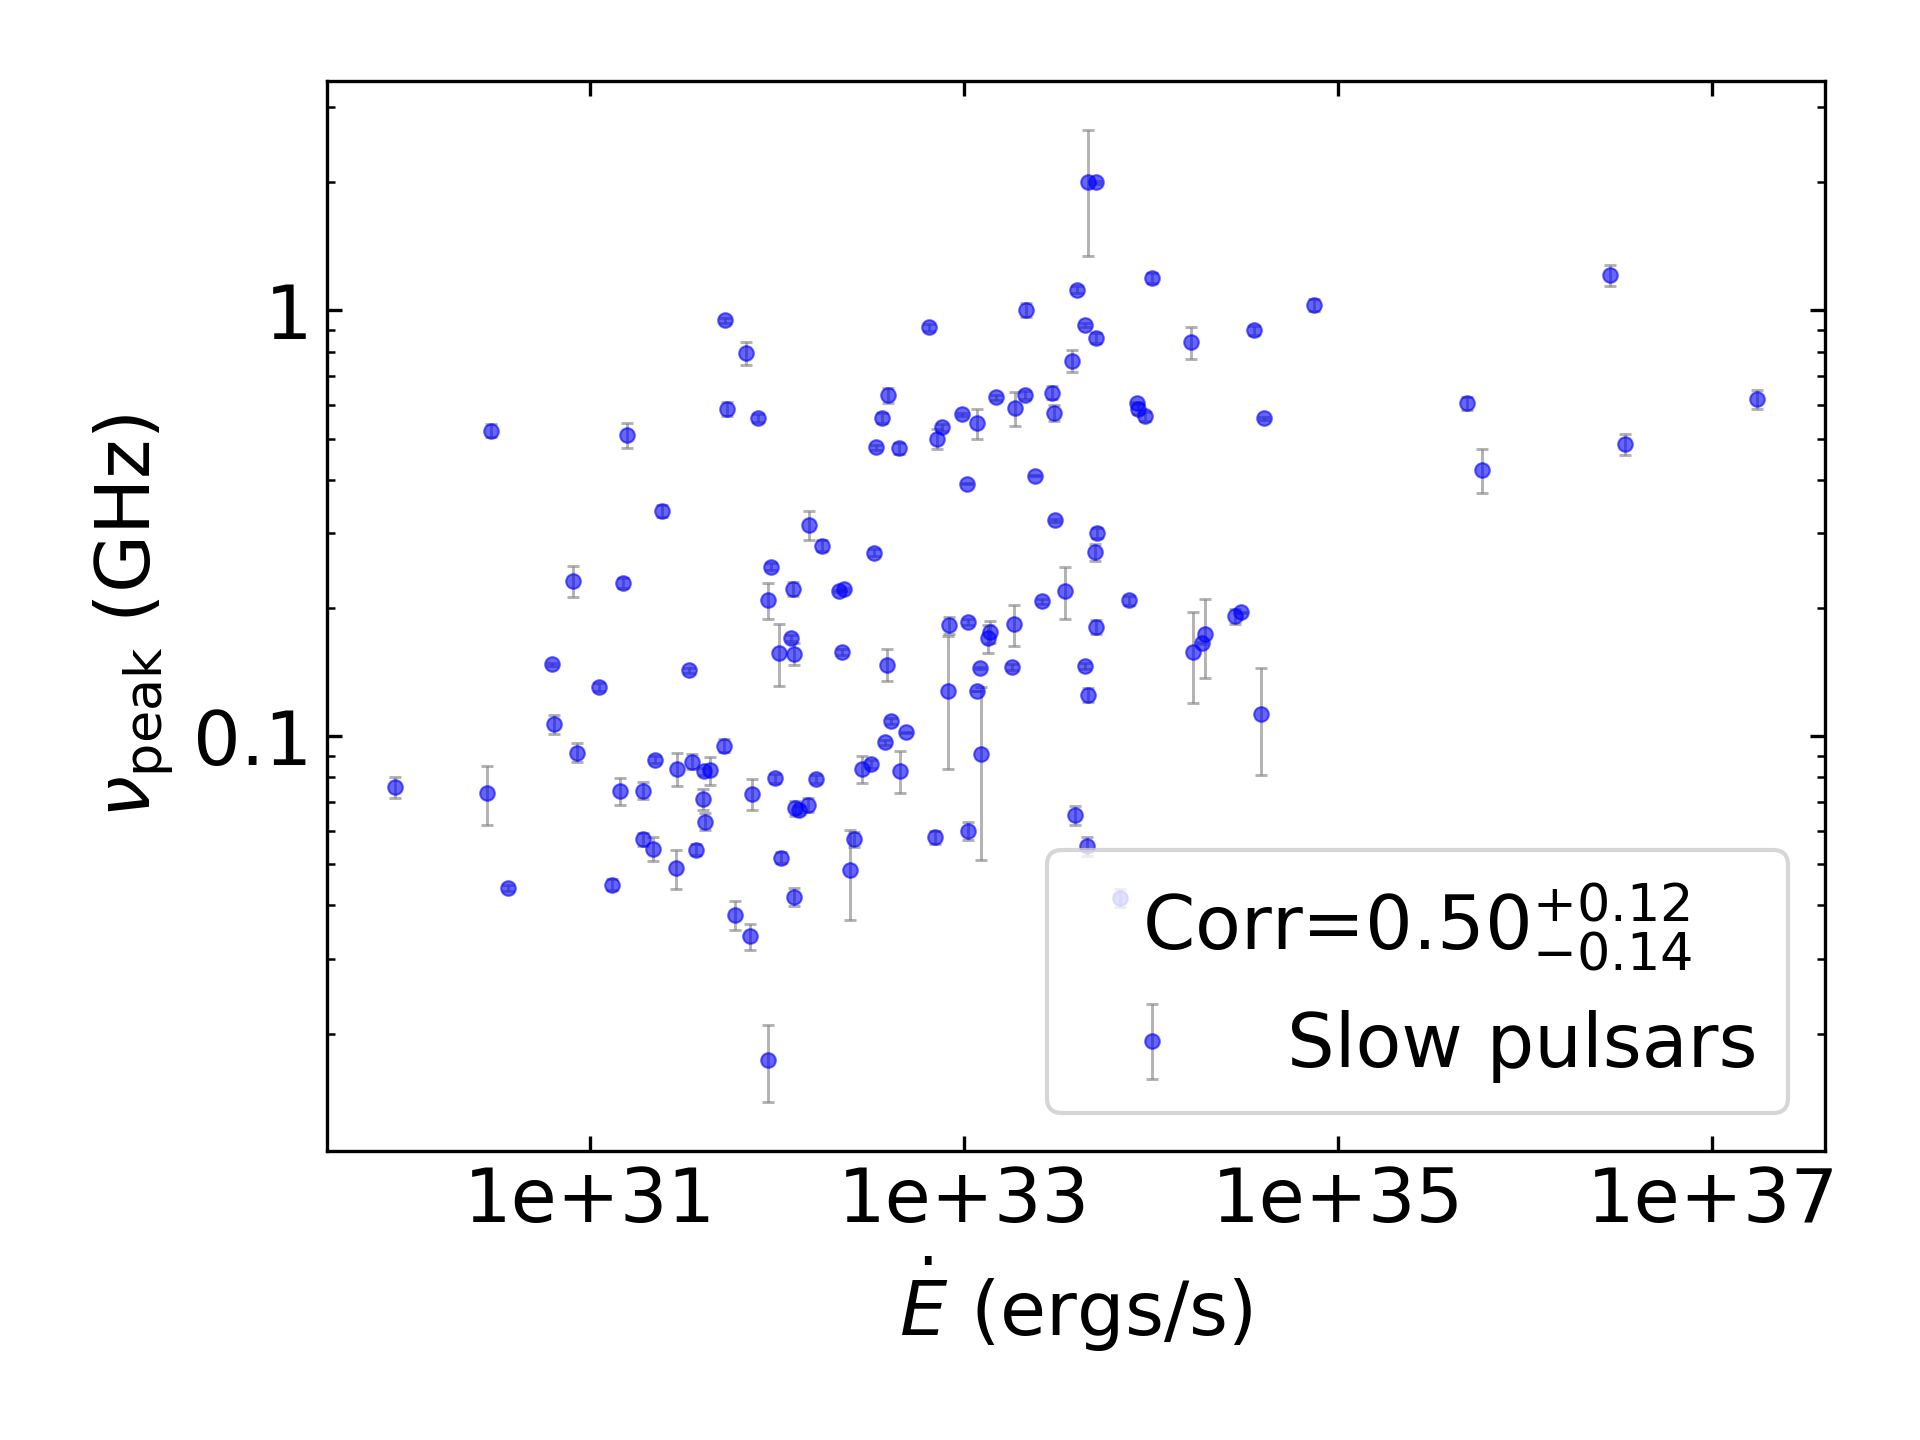 1
0.1
ν_peak (GHz)
Corr=0.50^{+0.12}_{−0.14}
Slow pulsars
1e+31 1e+33 1e+35 1e+37
Ė (ergs/s)